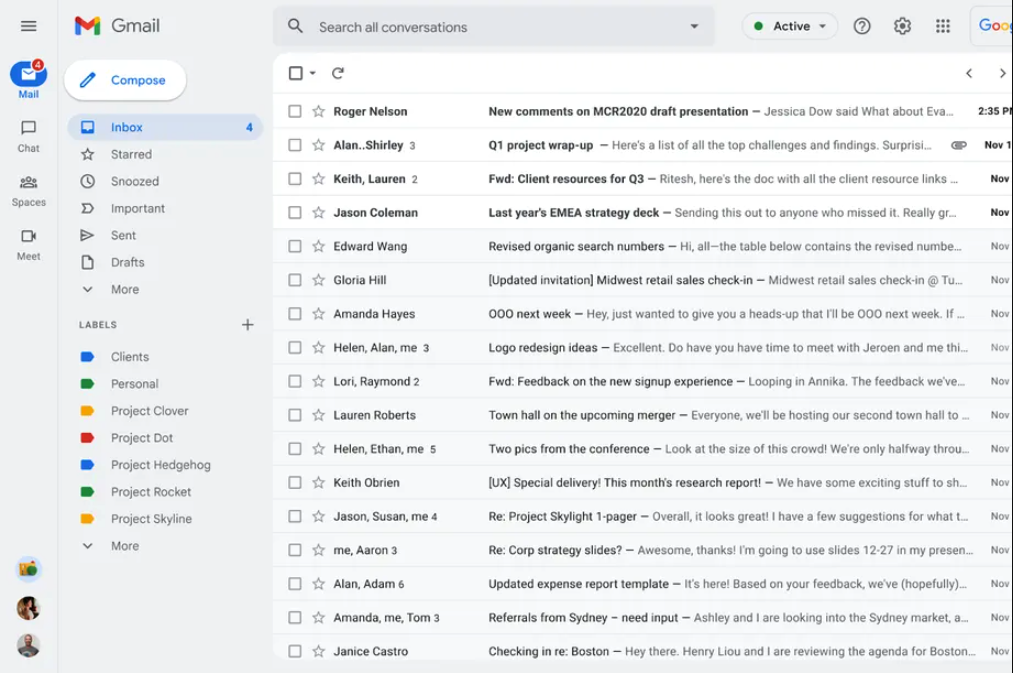 Gmail
Search all conversations
Active
4
Mail
Chat
Spaces
Meet
Compose
Inbox 4
Starred
Snoozed
Important
Sent
Drafts
More
LABELS
Clients
Personal
Project Clover
Project Dot
Project Hedgehog
Project Rocket
Project Skyline
More
Roger Nelson New comments on MCR2020 draft presentation — Jessica Dow said What about Eva... 2:35 PM
Alan..Shirley 3 Q1 project wrap-up — Here's a list of all the top challenges and findings. Surprisi... Nov 1
Keith, Lauren 2 Fwd: Client resources for Q3 — Ritesh, here's the doc with all the client resource links ... Nov
Jason Coleman Last year's EMEA strategy deck — Sending this out to anyone who missed it. Really gr... Nov
Edward Wang Revised organic search numbers — Hi, all—the table below contains the revised numbe... Nov
Gloria Hill [Updated invitation] Midwest retail sales check-in — Midwest retail sales check-in @ Tu... Nov
Amanda Hayes OOO next week — Hey, just wanted to give you a heads-up that I'll be OOO next week. If ... Nov
Helen, Alan, me 3 Logo redesign ideas — Excellent. Do have you have time to meet with Jeroen and me thi... Nov
Lori, Raymond 2 Fwd: Feedback on the new signup experience — Looping in Annika. The feedback we've... Nov
Lauren Roberts Town hall on the upcoming merger — Everyone, we'll be hosting our second town hall to ... Nov
Helen, Ethan, me 5 Two pics from the conference — Look at the size of this crowd! We're only halfway throu... Nov
Keith Obrien [UX] Special delivery! This month's research report! — We have some exciting stuff to sh... Nov
Jason, Susan, me 4 Re: Project Skylight 1-pager — Overall, it looks great! I have a few suggestions for what t... Nov
me, Aaron 3 Re: Corp strategy slides? — Awesome, thanks! I'm going to use slides 12-27 in my presen... Nov
Alan, Adam 6 Updated expense report template — It's here! Based on your feedback, we've (hopefully)... Nov
Amanda, me, Tom 3 Referrals from Sydney – need input — Ashley and I are looking into the Sydney market, a... Nov
Janice Castro Checking in re: Boston — Hey there. Henry Liou and I are reviewing the agenda for Boston... Nov